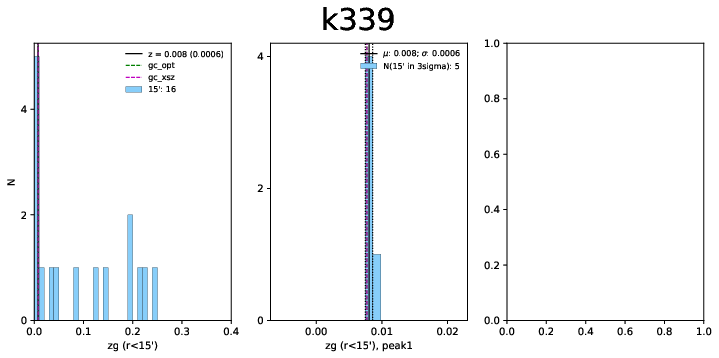 k339
z = 0.008 (0.0006)
gc_opt
gc_xsz
15': 16
N
4
2
0
0.0 0.1 0.2 0.3 0.4
zg (r<15')
μ: 0.008; σ: 0.0006
N(15' in 3sigma): 5
4
2
0
0.00 0.01 0.02
zg (r<15'), peak1
1.0
0.8
0.6
0.4
0.2
0.0
0.0 0.2 0.4 0.6 0.8 1.0